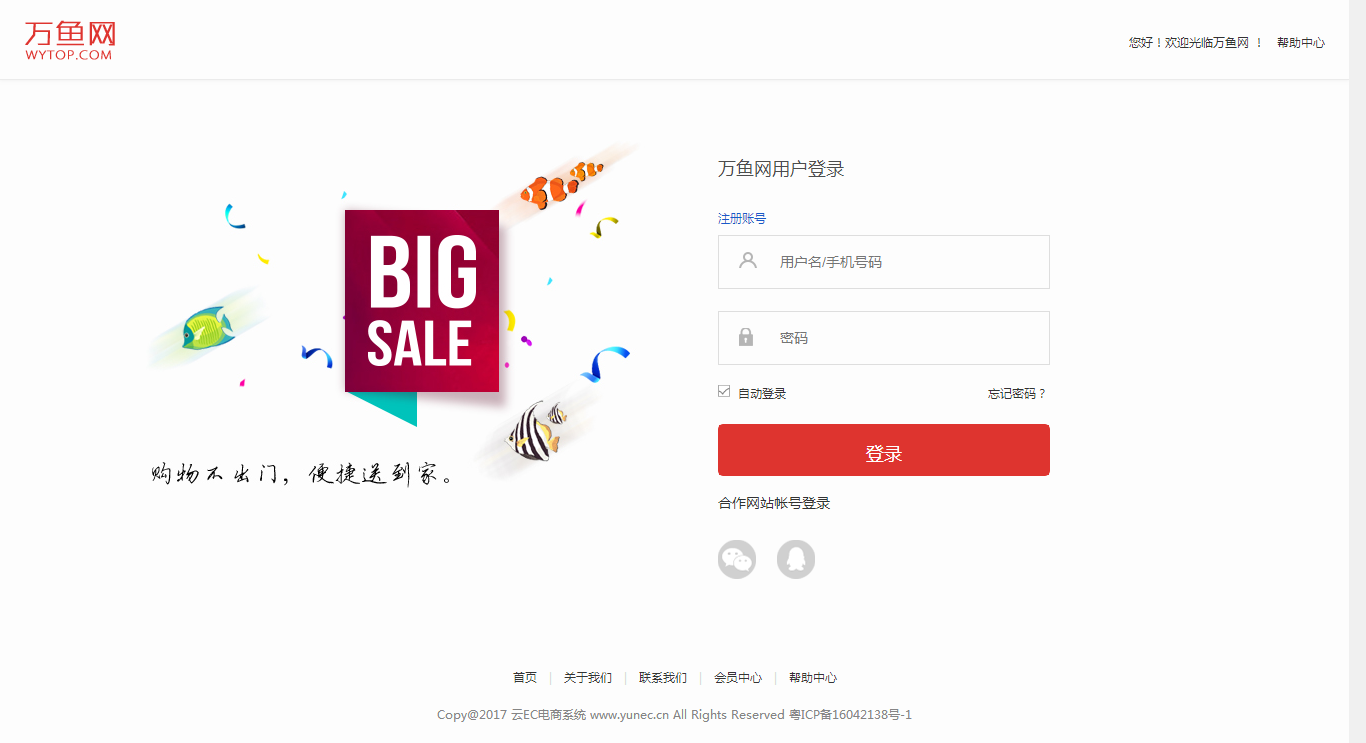 万鱼网
WYTOP.COM
您好！欢迎光临万鱼网 ！ 帮助中心
BIG
SALE
购物不出门，便捷送到家。
万鱼网用户登录
注册账号
用户名/手机号码
密码
自动登录 忘记密码？
登录
合作网站帐号登录
首页 | 关于我们 | 联系我们 | 会员中心 | 帮助中心
Copy@2017 云EC电商系统 www.yunec.cn All Rights Reserved 粤ICP备16042138号-1